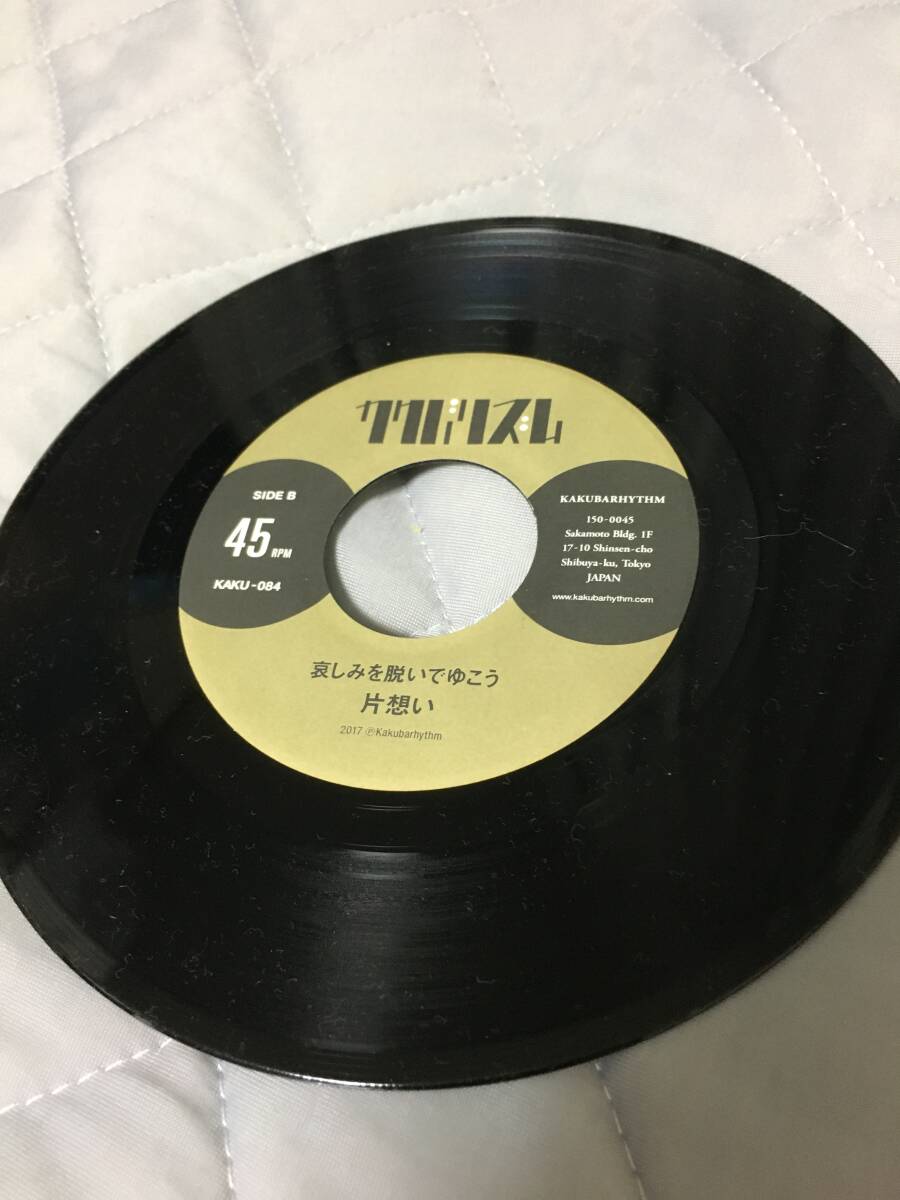 カクバリズム
SIDE B
45 RPM
KAKU-084
KAKUBARHYTHM
150-0045
Sakamoto Bldg. 1F
17-10 Shinsen-cho
Shibuya-ku, Tokyo
JAPAN
www.kakubarhythm.com
哀しみを脱いでゆこう
片想い
2017 ℗Kakubarhythm